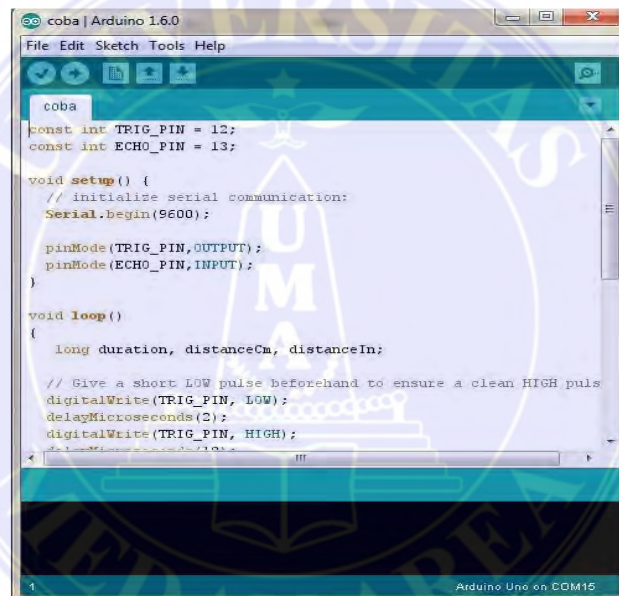 coba | Arduino 1.6.0
File Edit Sketch Tools Help
coba
const int TRIG_PIN = 12;
const int ECHO_PIN = 13;
void setup() {
// initialize serial communication:
Serial.begin(9600);
pinMode(TRIG_PIN,OUTPUT);
pinMode(ECHO_PIN,INPUT);
}
void loop()
{
long duration, distanceCm, distanceIn;
// Give a short LOW pulse beforehand to ensure a clean HIGH puls
digitalWrite(TRIG_PIN, LOW);
delayMicroseconds(2);
digitalWrite(TRIG_PIN, HIGH);
1
Arduino Uno on COM15
UMA
MEDAN AREA